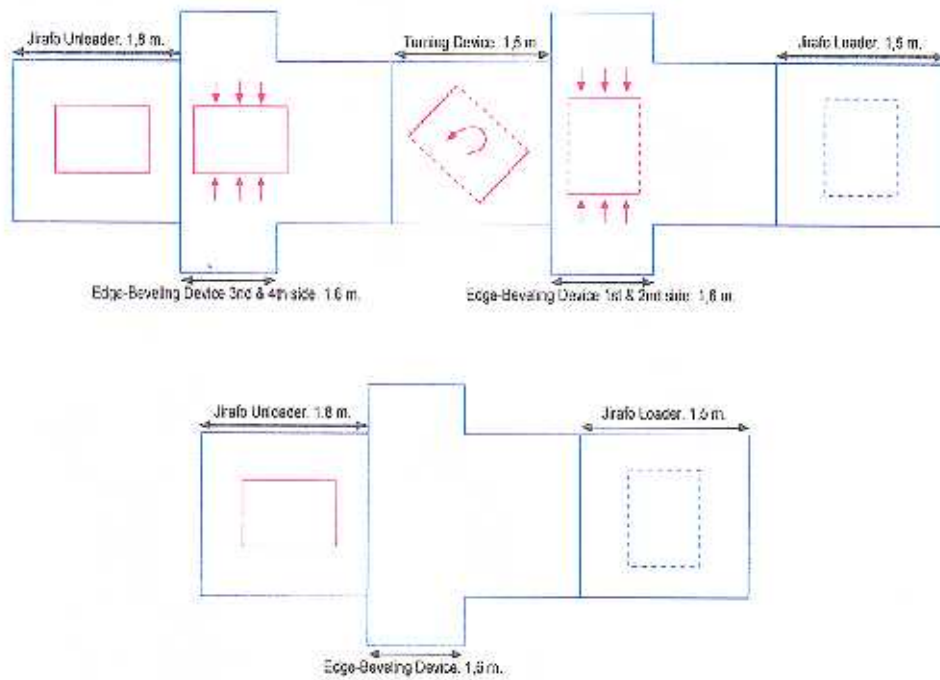 Jirafo Unloader. 1,8 m.
Turning Device. 1,5 m
Jirafo Loader. 1,5 m.
Edge-Beveling Device 3nd & 4th side. 1.6 m.
Edge-Beveling Device 1st & 2nd side. 1,6 m.
Jirafo Unloader. 1.8 m.
Jirafo Loader. 1.5 m.
Edge-Beveling Device. 1,6 m.